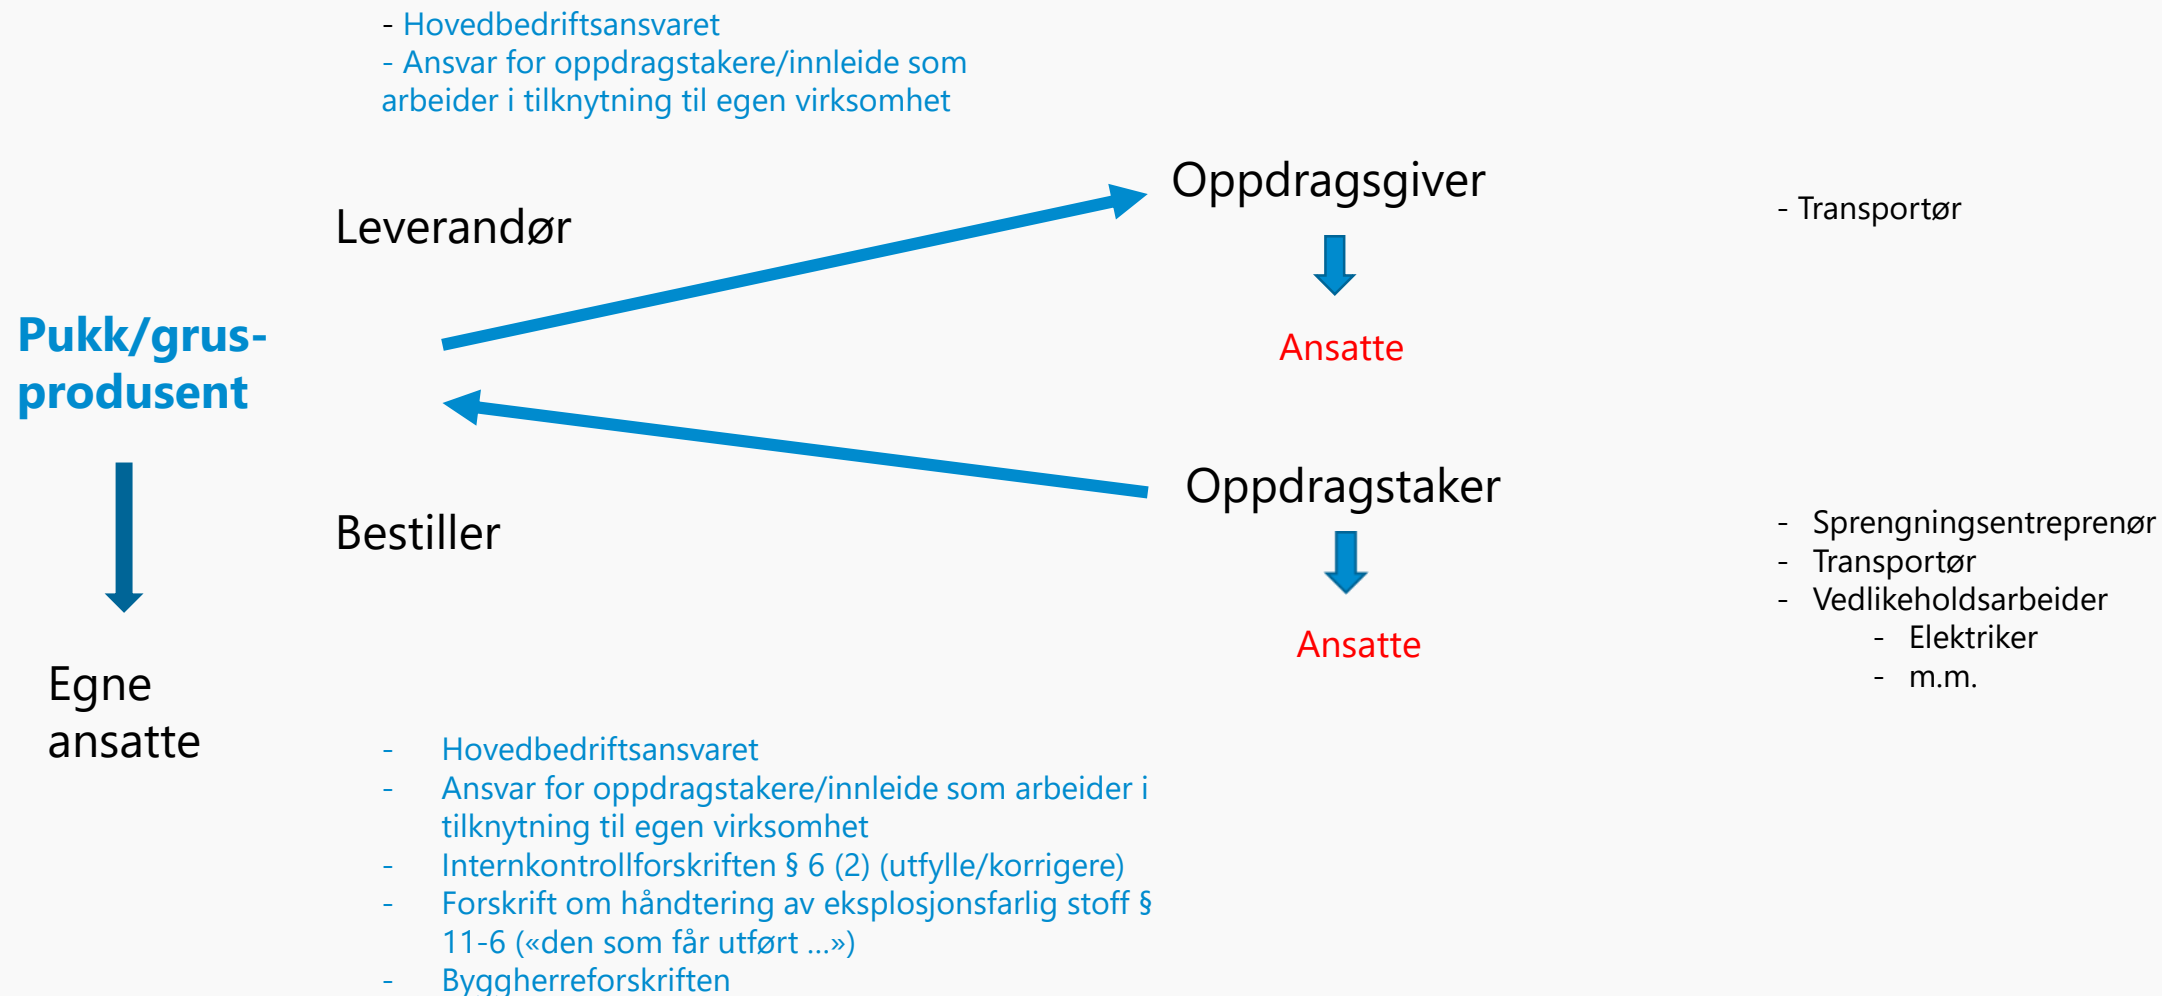 - Hovedbedriftsansvaret
- Ansvar for oppdragstakere/innleide som
arbeider i tilknytning til egen virksomhet
Oppdragsgiver
- Transportør
Leverandør
Pukk/grus-
produsent
Ansatte
Oppdragstaker
Bestiller
- Sprengningsentreprenør
- Transportør
- Vedlikeholdsarbeider
- Elektriker
- m.m.
Ansatte
Egne
ansatte
- Hovedbedriftsansvaret
- Ansvar for oppdragstakere/innleide som arbeider i
tilknytning til egen virksomhet
- Internkontrollforskriften § 6 (2) (utfylle/korrigere)
- Forskrift om håndtering av eksplosjonsfarlig stoff §
11-6 («den som får utført ...»)
- Byggherreforskriften